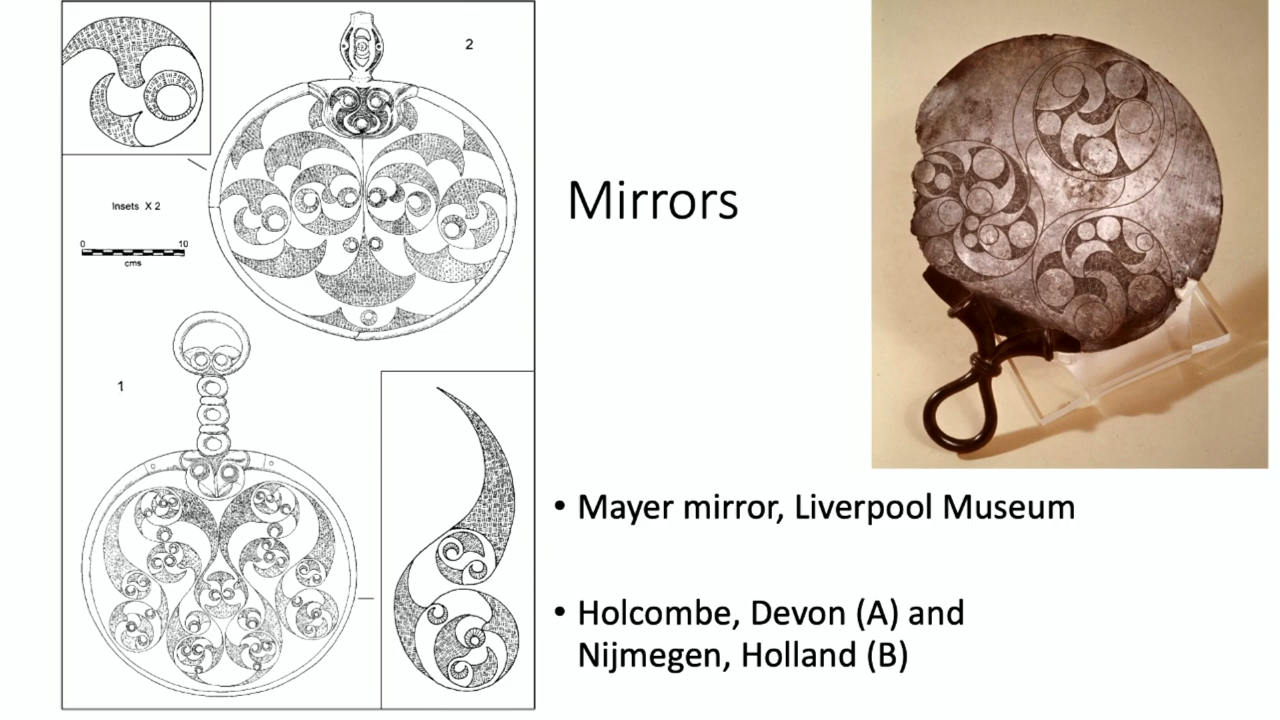 2
Insets X 2
0 10
cms
1
Mirrors
• Mayer mirror, Liverpool Museum
• Holcombe, Devon (A) and
Nijmegen, Holland (B)